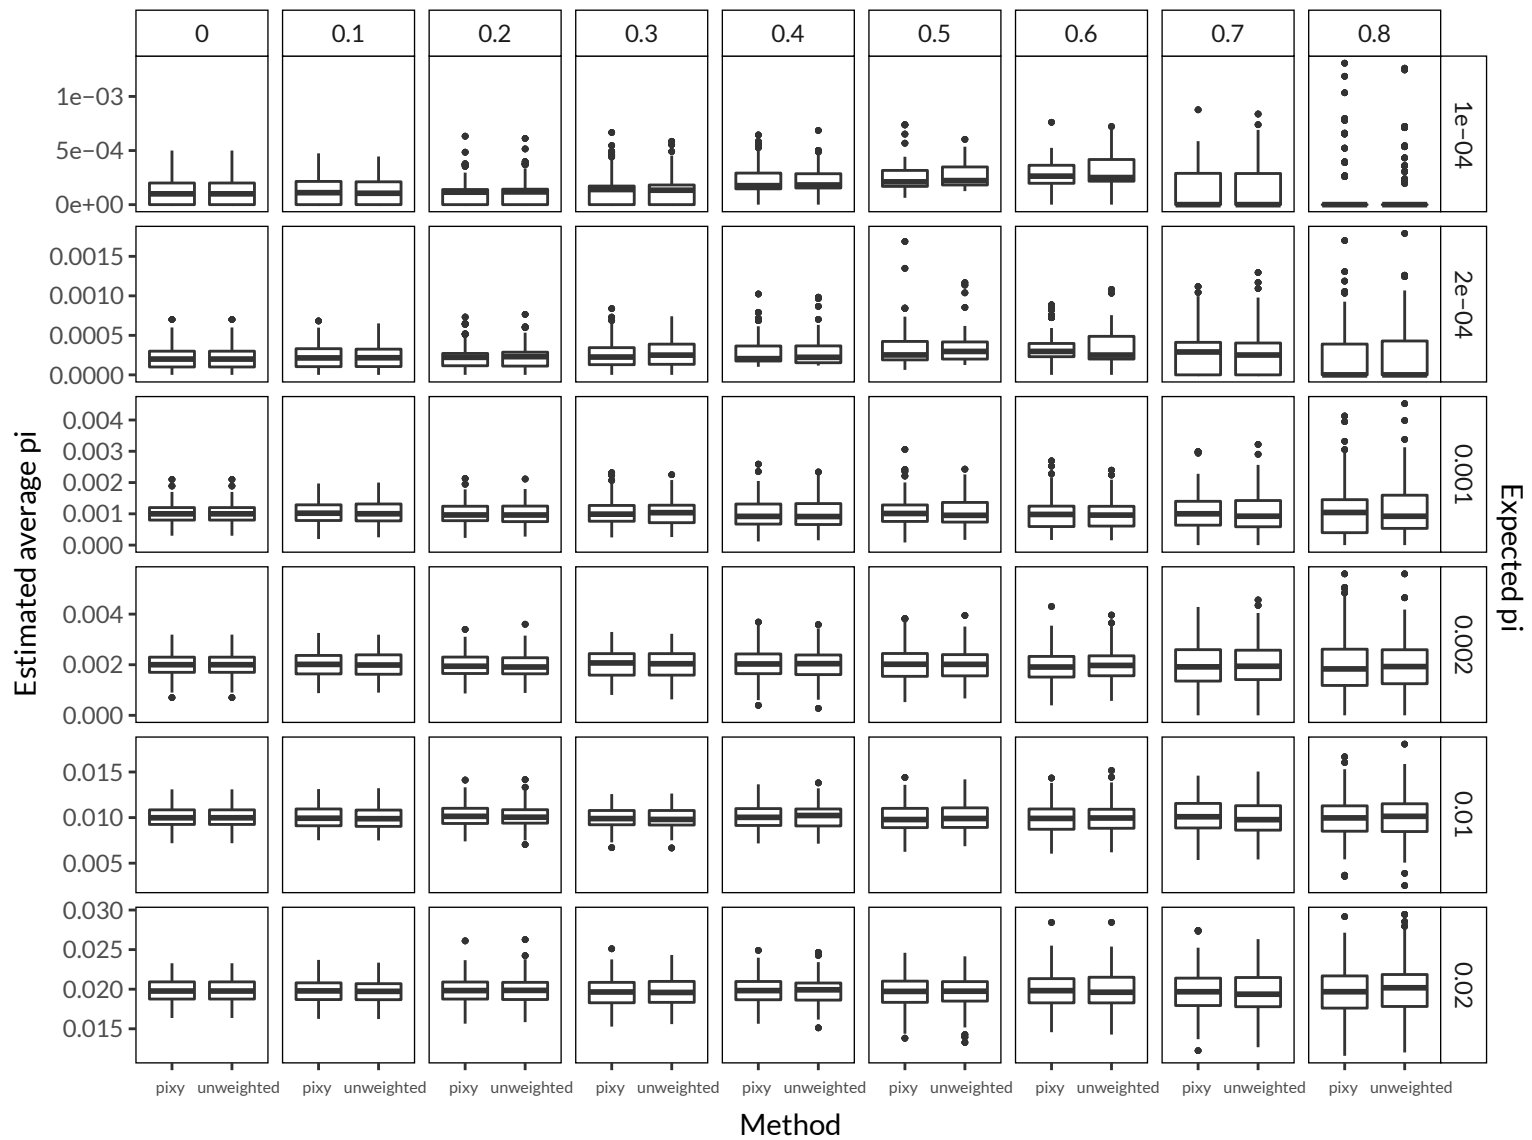 0 0.1 0.2 0.3 0.4 0.5 0.6 0.7 0.8
1e−03
5e−04
0e+00
1e−04
0.0015
0.0010
0.0005
0.0000
2e−04
0.004
0.003
0.002
0.001
0.000
0.001
0.004
0.002
0.000
0.002
0.015
0.010
0.005
0.01
0.030
0.025
0.020
0.015
0.02
Estimated average pi
Expected pi
pixy unweighted pixy unweighted pixy unweighted pixy unweighted pixy unweighted pixy unweighted pixy unweighted pixy unweighted pixy unweighted
Method